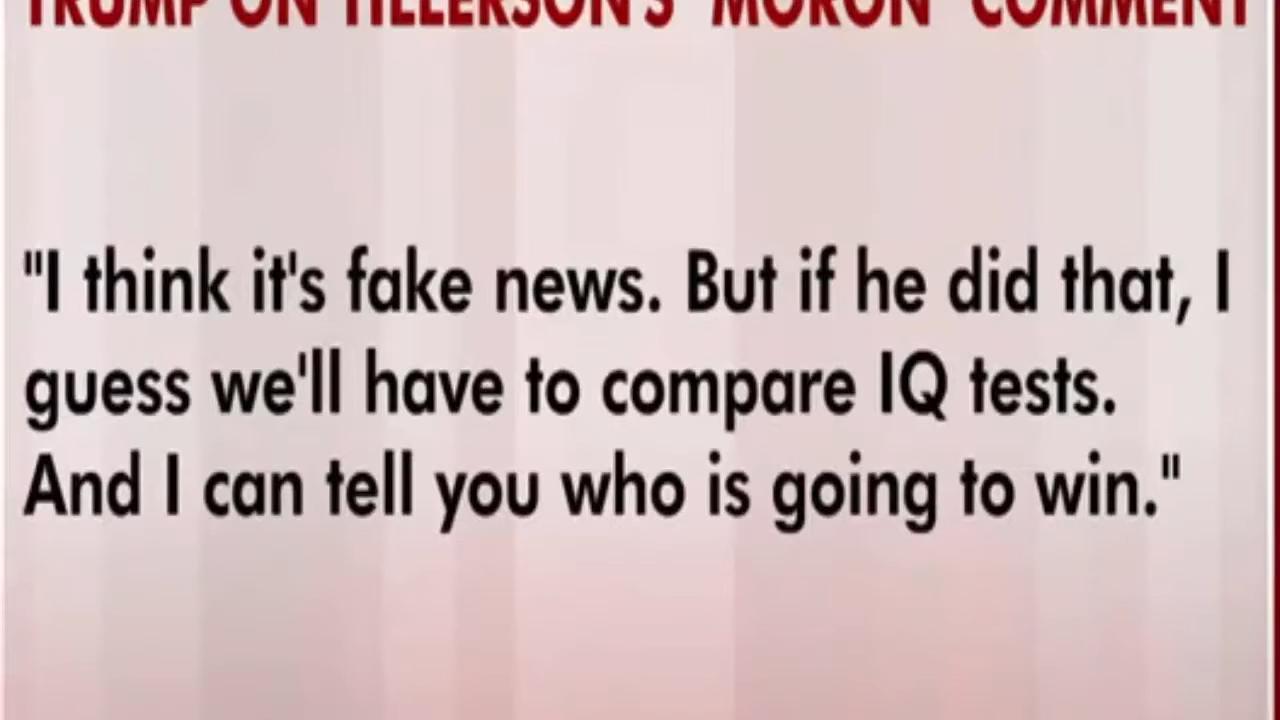 TRUMP ON TILLERSON'S "MORON" COMMENT
"I think it's fake news. But if he did that, I
guess we'll have to compare IQ tests.
And I can tell you who is going to win."